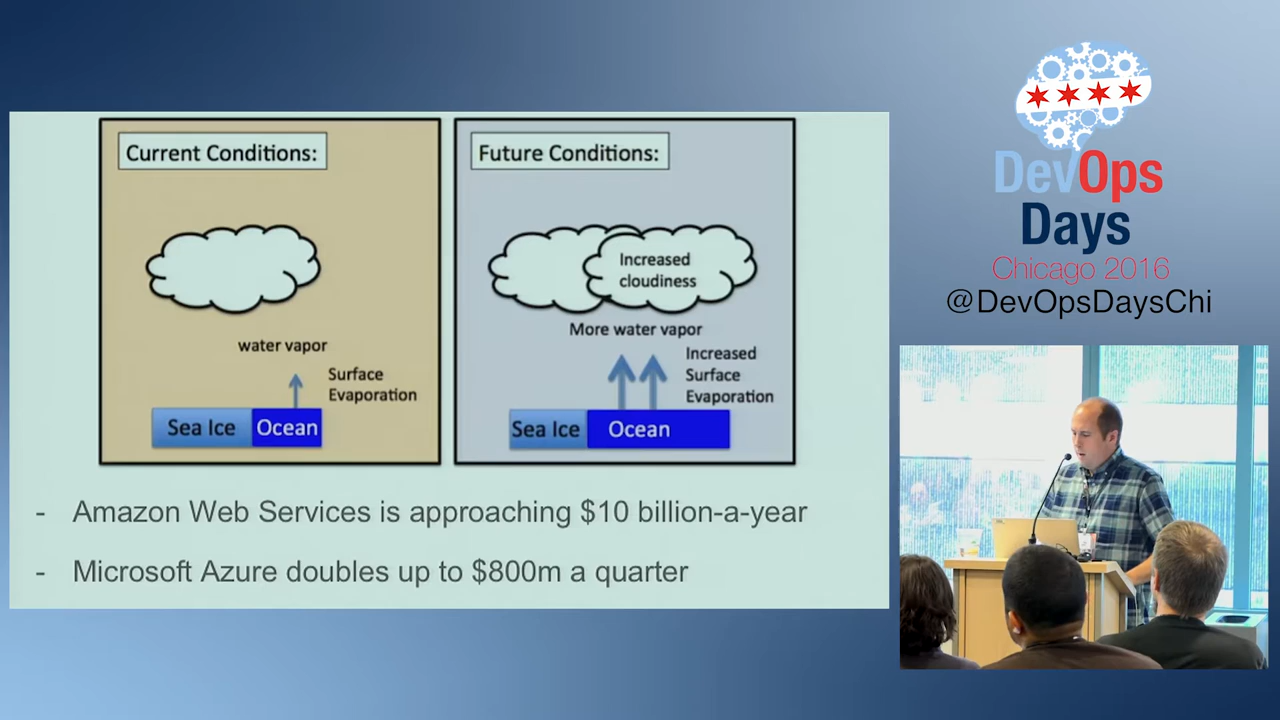 Current Conditions:
water vapor
Surface
Evaporation
Sea Ice
Ocean
Future Conditions:
Increased
cloudiness
More water vapor
Increased
Surface
Evaporation
Sea Ice
Ocean
- Amazon Web Services is approaching $10 billion-a-year
- Microsoft Azure doubles up to $800m a quarter
DevOps
Days
Chicago 2016
@DevOpsDaysChi